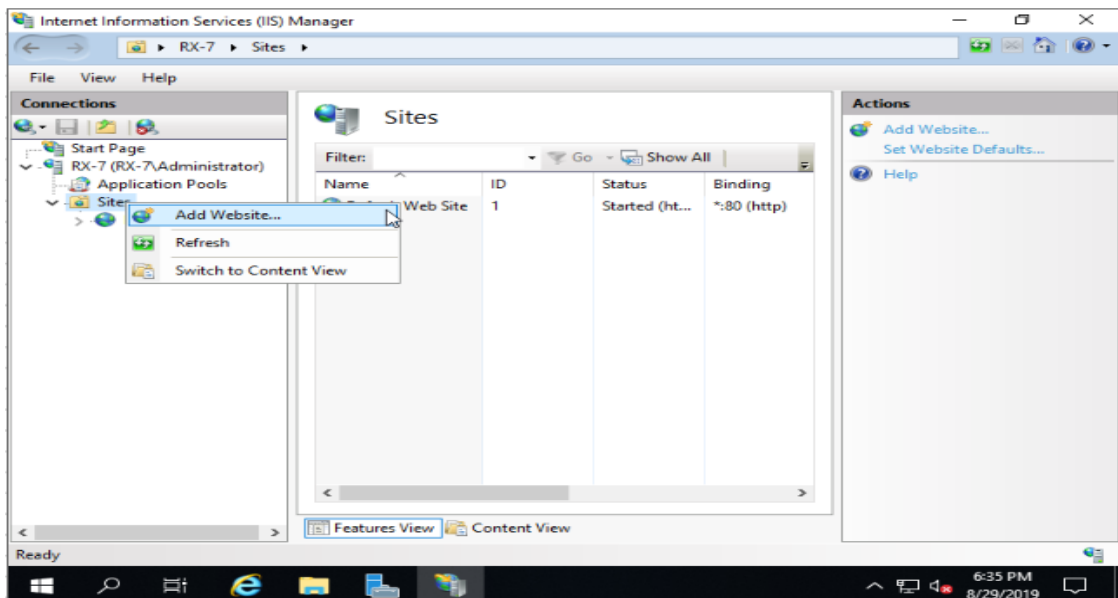 Internet Information Services (IIS) Manager
RX-7 Sites
File View Help
Connections
Start Page
RX-7 (RX-7\Administrator)
Application Pools
Sites
Add Website...
Refresh
Switch to Content View
Sites
Filter: Go Show All
Name ID Status Binding
Web Site 1 Started (ht... *:80 (http)
Features View Content View
Actions
Add Website...
Set Website Defaults...
Help
Ready
6:35 PM
8/29/2019